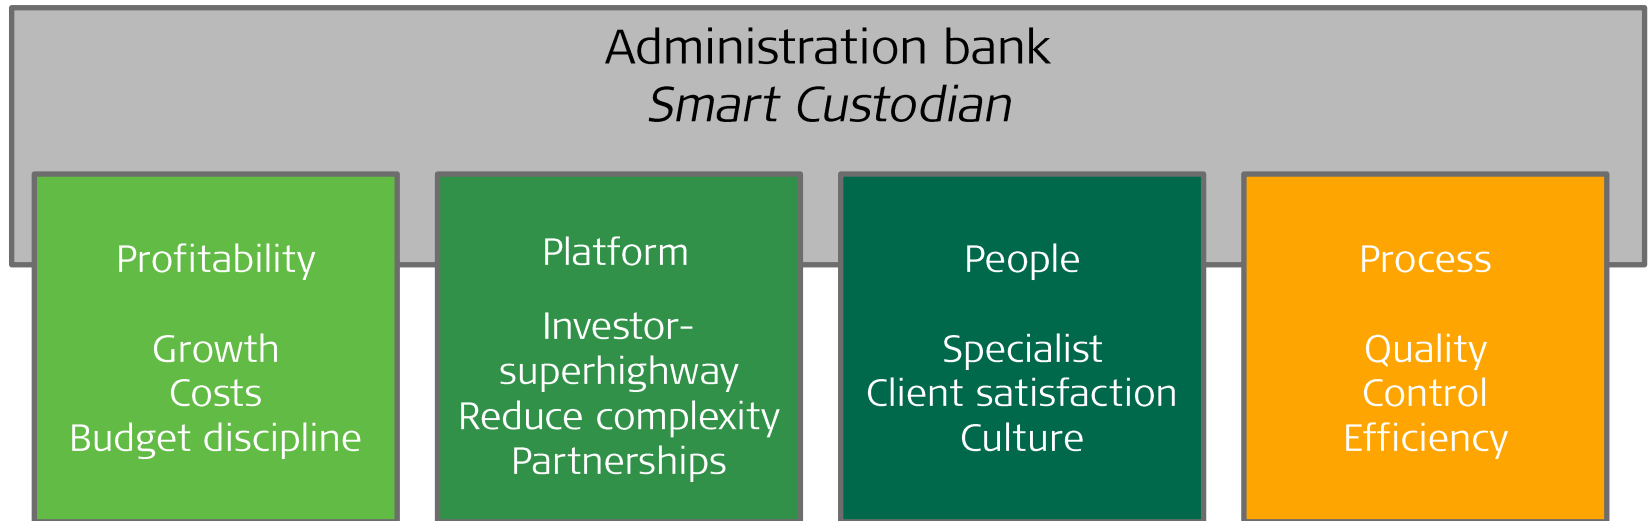 Administration bank
Smart Custodian
Profitability
Growth
Costs
Budget discipline
Platform
Investor-
superhighway
Reduce complexity
Partnerships
People
Specialist
Client satisfaction
Culture
Process
Quality
Control
Efficiency